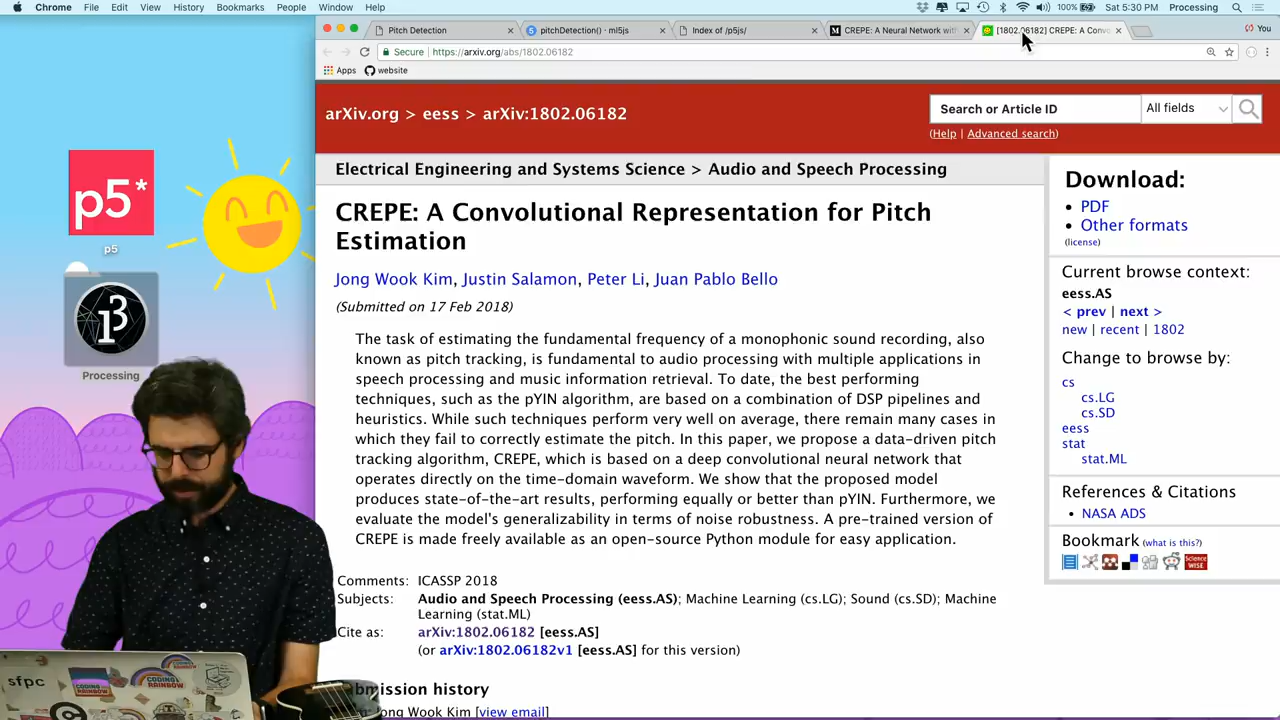 Chrome File Edit View History Bookmarks People Window Help 100% Sat 5:30 PM Processing
Pitch Detection
pitchDetection() · ml5js
Index of /p5js/
CREPE: A Neural Network with
[1802.06182] CREPE: A Conv
You
Secure https://arxiv.org/abs/1802.06182
Apps website
arXiv.org > eess > arXiv:1802.06182
Search or Article ID
All fields
(Help | Advanced search)
Electrical Engineering and Systems Science > Audio and Speech Processing
CREPE: A Convolutional Representation for Pitch
Estimation
Jong Wook Kim, Justin Salamon, Peter Li, Juan Pablo Bello
(Submitted on 17 Feb 2018)
The task of estimating the fundamental frequency of a monophonic sound recording, also
known as pitch tracking, is fundamental to audio processing with multiple applications in
speech processing and music information retrieval. To date, the best performing
techniques, such as the pYIN algorithm, are based on a combination of DSP pipelines and
heuristics. While such techniques perform very well on average, there remain many cases in
which they fail to correctly estimate the pitch. In this paper, we propose a data-driven pitch
tracking algorithm, CREPE, which is based on a deep convolutional neural network that
operates directly on the time-domain waveform. We show that the proposed model
produces state-of-the-art results, performing equally or better than pYIN. Furthermore, we
evaluate the model's generalizability in terms of noise robustness. A pre-trained version of
CREPE is made freely available as an open-source Python module for easy application.
Comments: ICASSP 2018
Subjects: Audio and Speech Processing (eess.AS); Machine Learning (cs.LG); Sound (cs.SD); Machine
Learning (stat.ML)
Cite as: arXiv:1802.06182 [eess.AS]
(or arXiv:1802.06182v1 [eess.AS] for this version)
bmission history
ong Wook Kim [view email]
Download:
PDF
Other formats
(license)
Current browse context:
eess.AS
< prev | next >
new | recent | 1802
Change to browse by:
cs
cs.LG
cs.SD
eess
stat
stat.ML
References & Citations
NASA ADS
Bookmark (what is this?)
Science
WISE
p5*
p5
Processing
sfpc
CODING
RAINBOW
CODING
RAINBOW